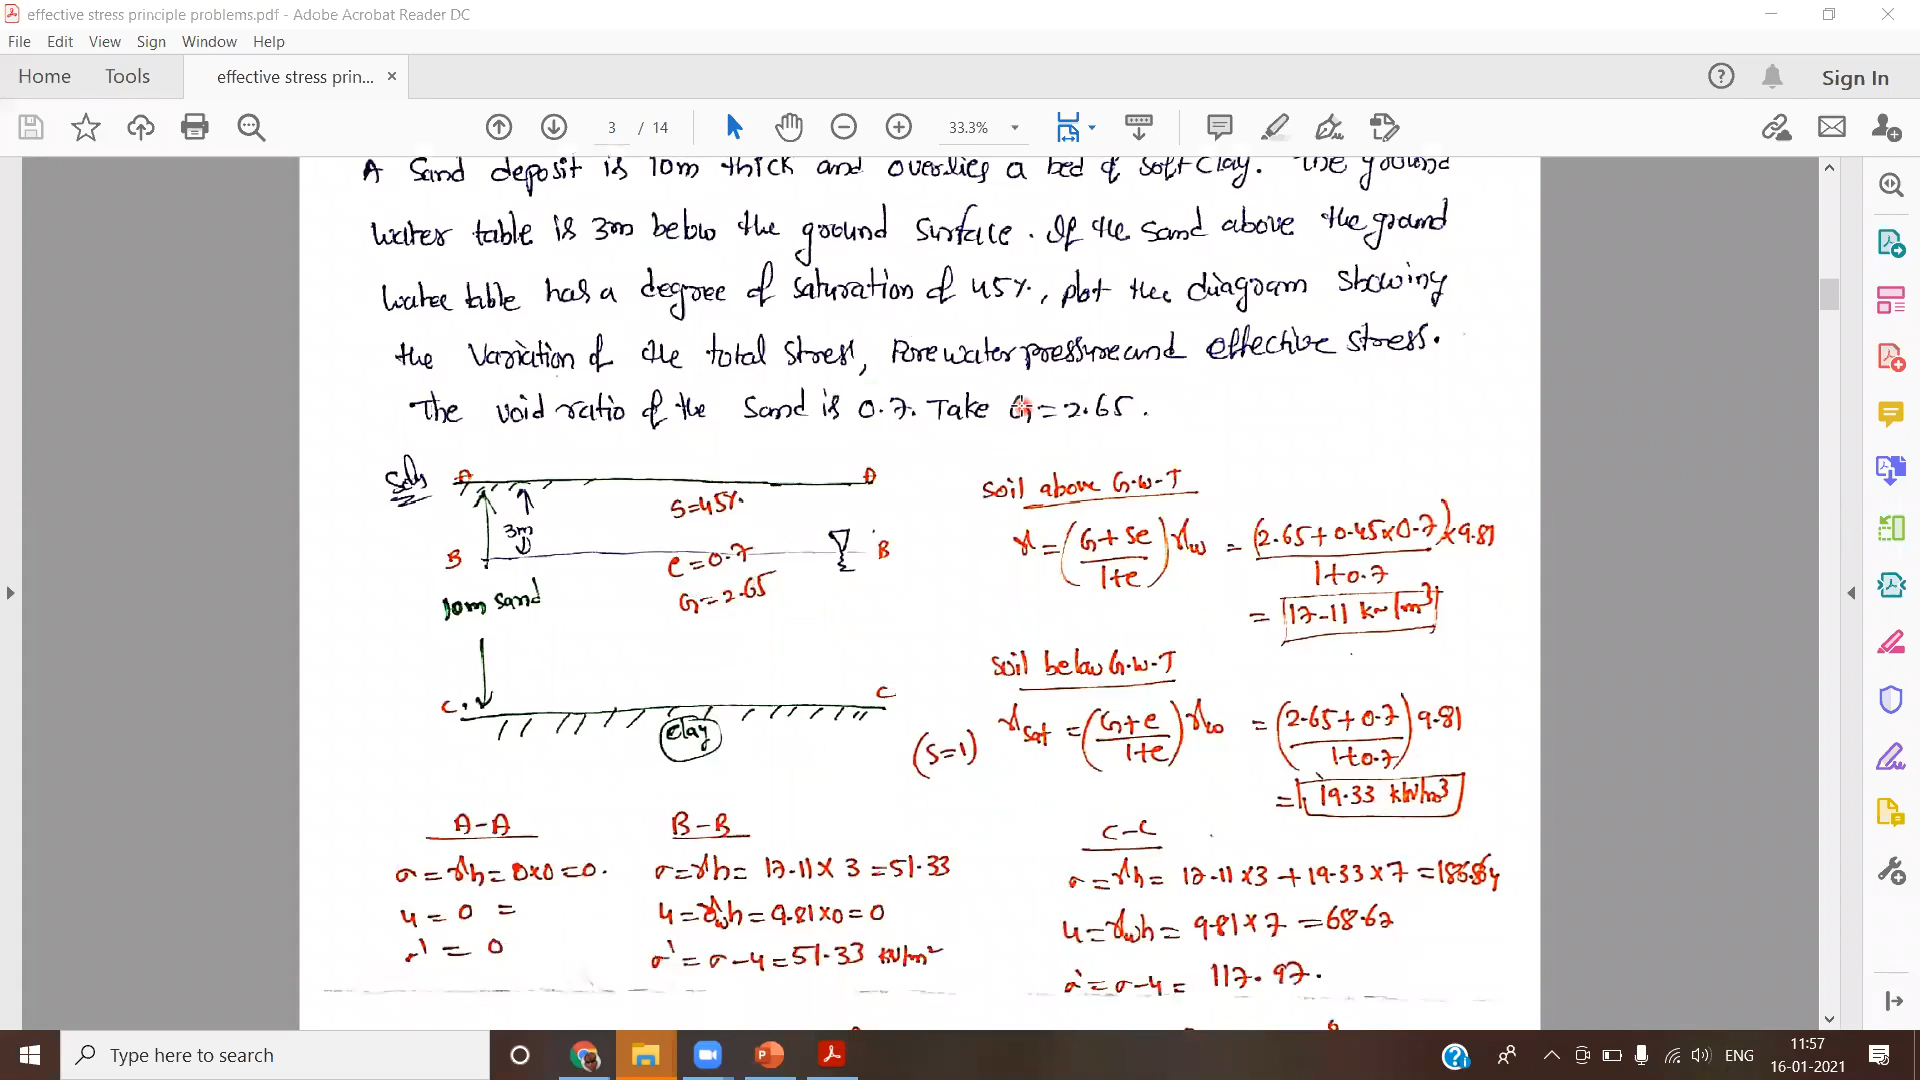 effective stress principle problems.pdf - Adobe Acrobat Reader DC
File Edit View Sign Window Help
Home Tools effective stress prin... × Sign In
3 / 14 33.3%
A Sand deposit is 10m thick and overlies a bed of soft clay. The ground
water table is 3m below the ground surface. If the sand above the ground
water table has a degree of saturation of 45%, plot the diagram showing
the variation of the total stress, Pore water pressure and effective stress.
The void ratio of the sand is 0.7. Take G = 2.65.
Soln
A A
S=45%
3m
B B
e = 0.7
G = 2.65
10m sand
C C
clay
soil above G.W.T
γ = (G+Se/1+e)γw = (2.65+0.45×0.7)/1+0.7 × 9.81
= 17.11 kN/m³
soil below G.W.T
(S=1) γsat = (G+e/1+e)γw = (2.65+0.7/1+0.7) 9.81
= 19.33 kN/m³
A-A
σ = γh = 0×0 = 0.
u = 0 =
σ' = 0
B-B
σ = γh = 17.11 × 3 = 51.33
u = γwh = 9.81×0 = 0
σ' = σ-u = 51.33 kN/m²
C-C
σ = γh = 17.11×3 + 19.33×7 = 186.64
u = γwh = 9.81×7 = 68.67
σ' = σ-u = 117.97.
Type here to search
ENG
11:57
16-01-2021